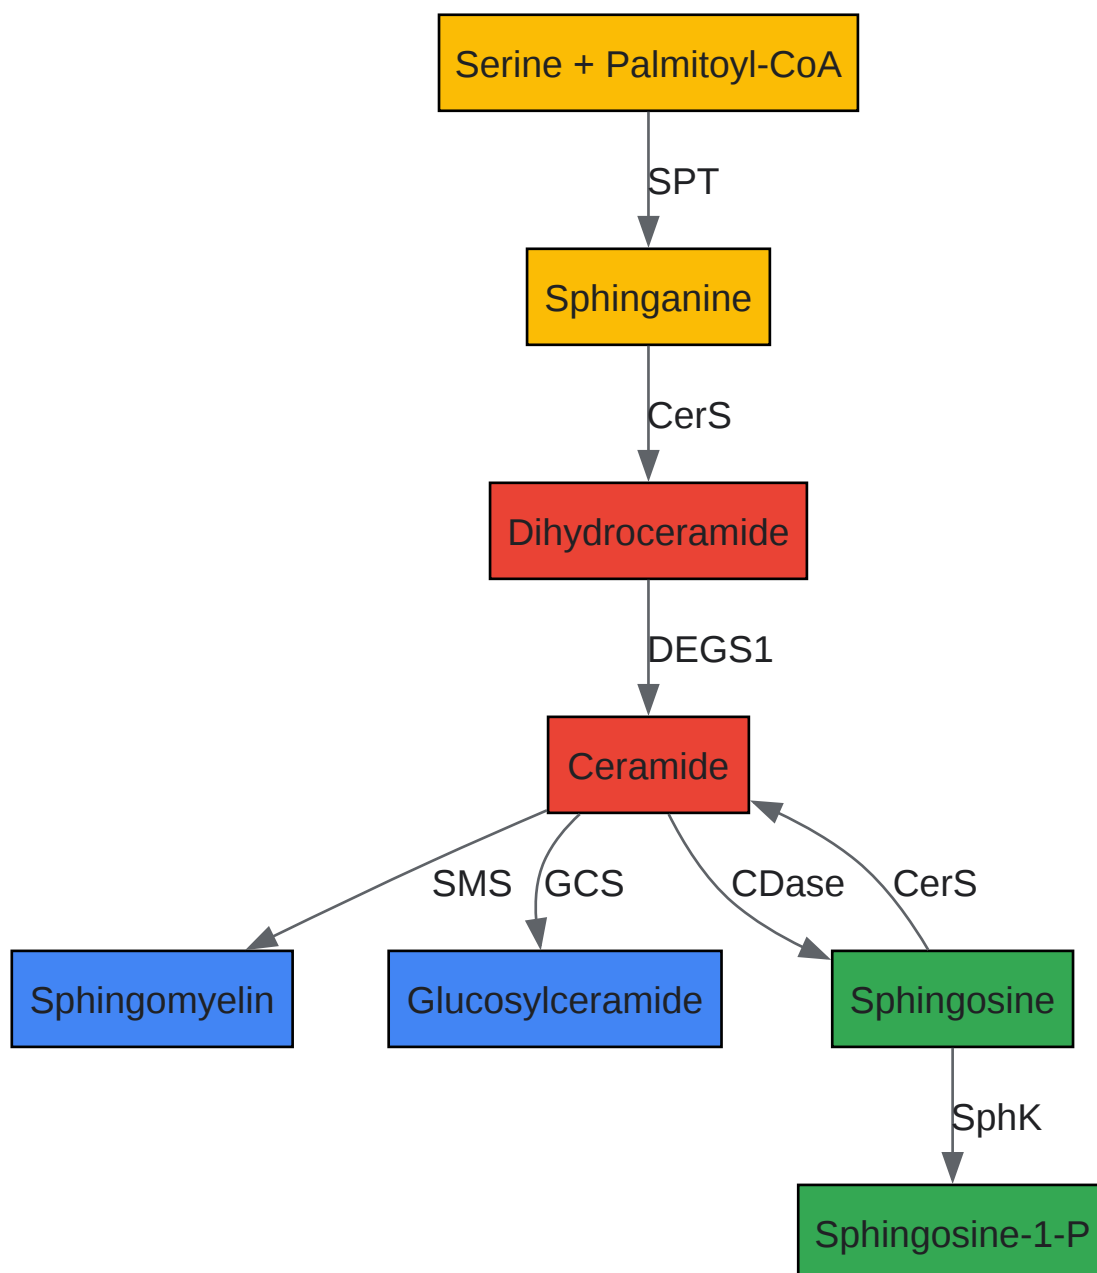 Serine + Palmitoyl-CoA
SPT
Sphinganine
CerS
Dihydroceramide
DEGS1
Ceramide
SMS
GCS
CDase
CerS
Sphingomyelin
Glucosylceramide
Sphingosine
SphK
Sphingosine-1-P